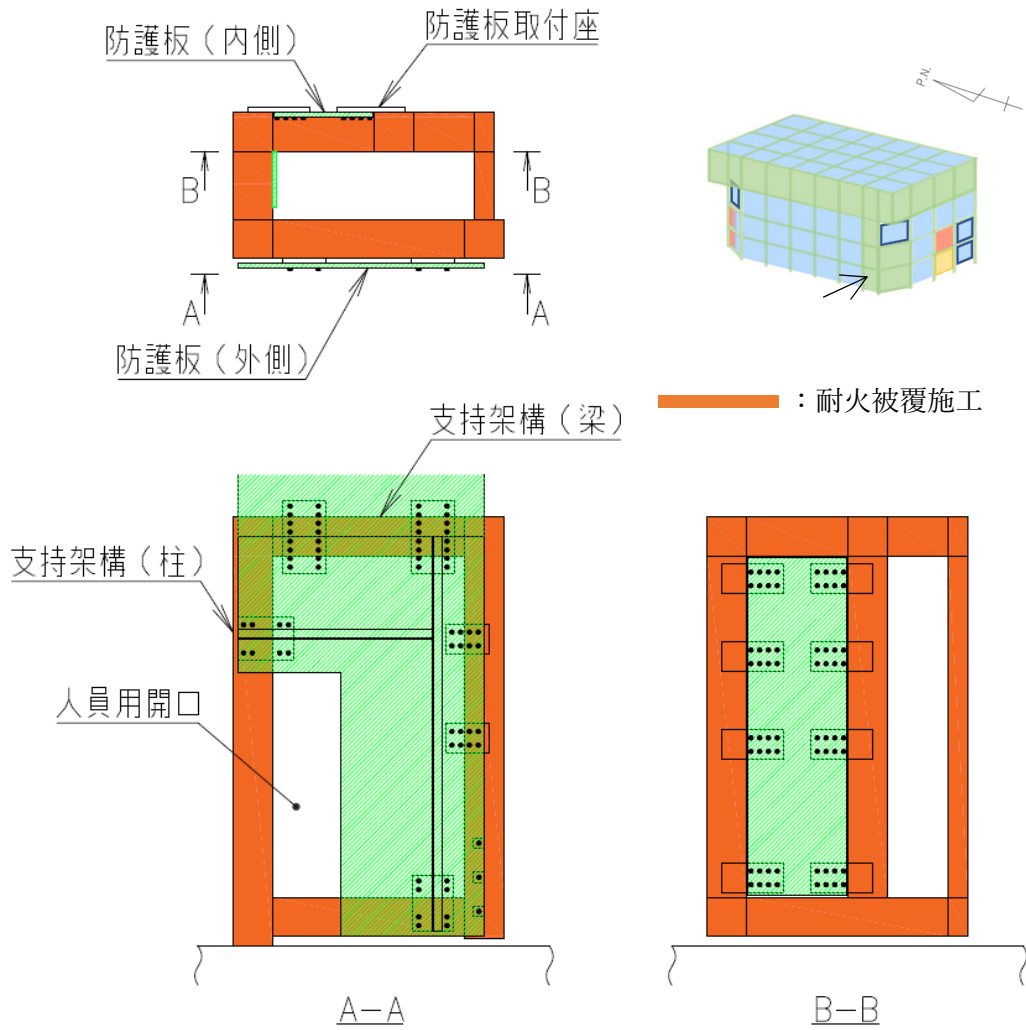 防護板（内側）
防護板取付座
P.N.
B
B
A
A
防護板（外側）
：耐火被覆施工
支持架構（梁）
支持架構（柱）
人員用開口
A−A
B−B